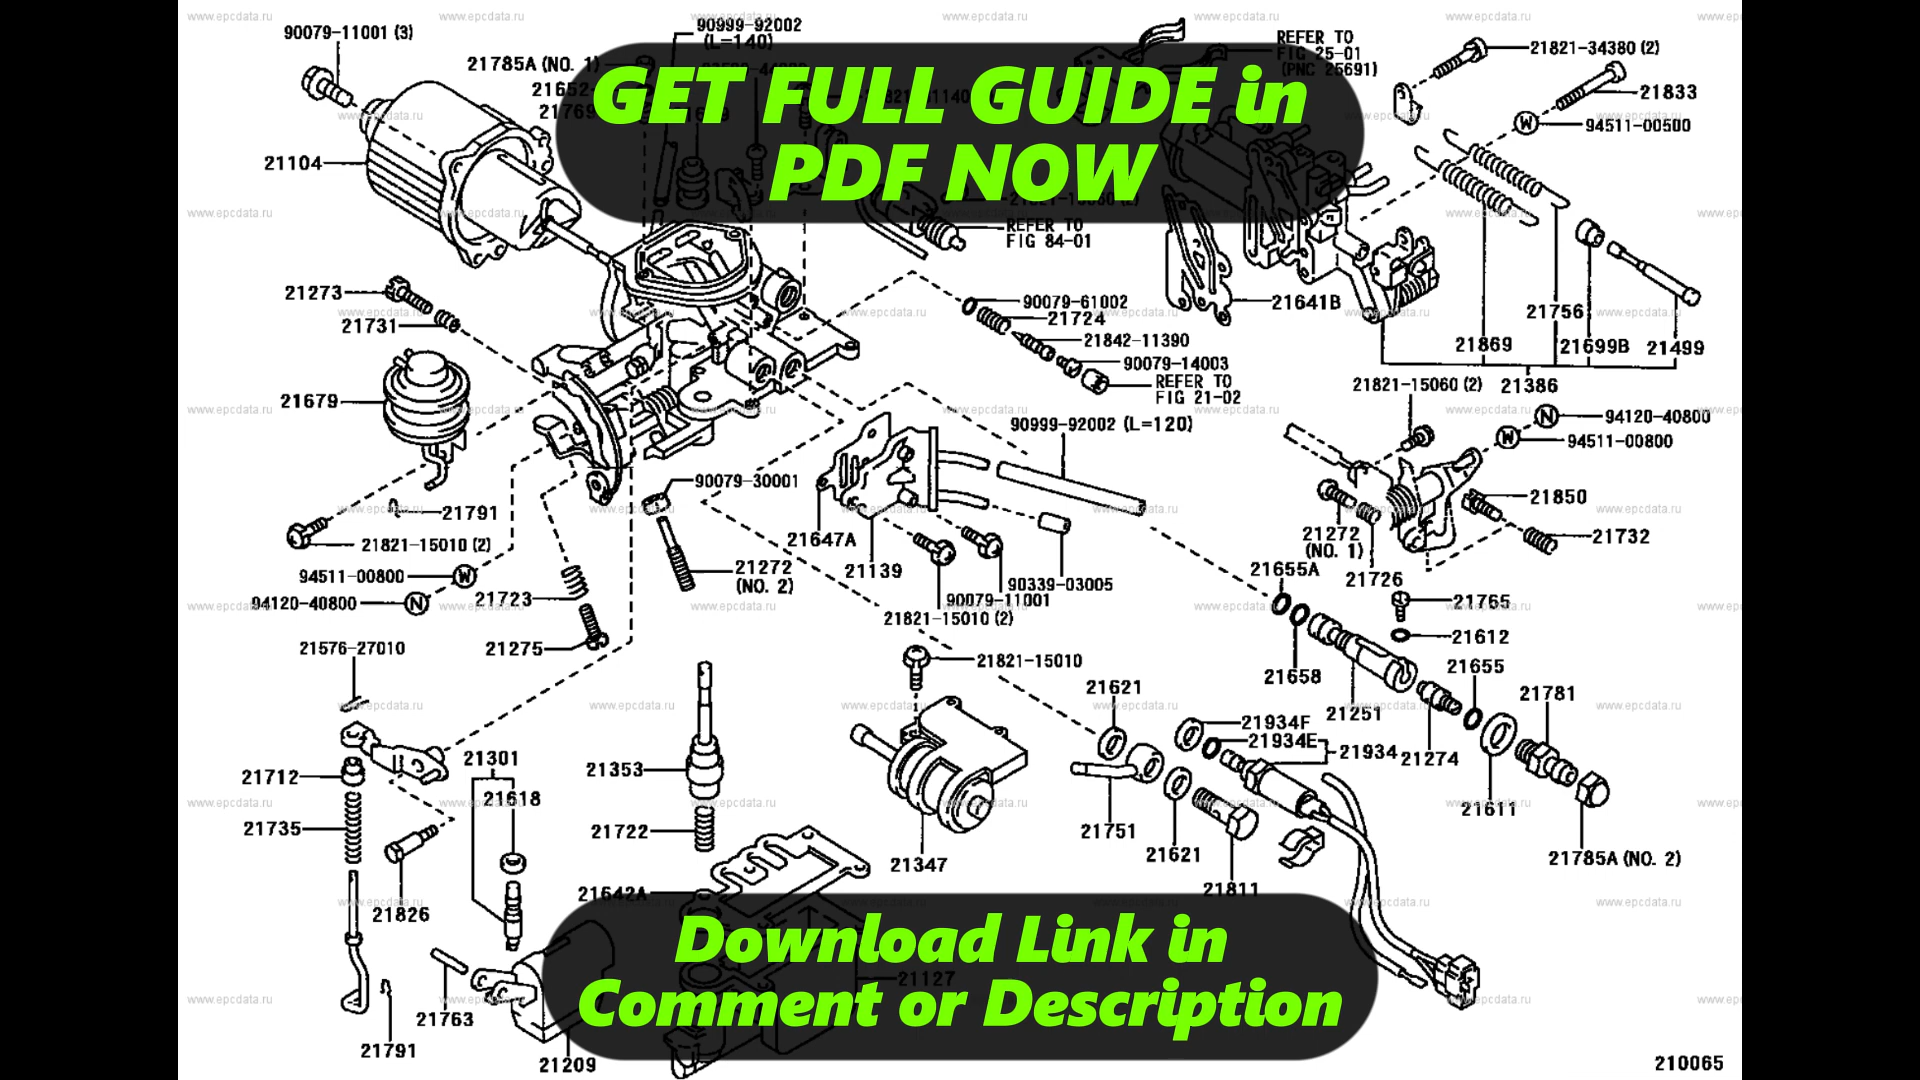 90999-92002
(L=140)
90079-11001 (3)
REFER TO
FIG 25-01
(PNC 25691)
21821-34380 (2)
21785A (NO. 1)
21652
21769
GET FULL GUIDE in
PDF NOW
21833
94511-00500
21104
REFER TO
FIG 84-01
21273
21731
90079-61002
21724
21641B
21756
21842-11390
21869
21699B
21499
90079-14003
REFER TO
FIG 21-02
21821-15060 (2)
21386
21679
94120-40800
N
W
94511-00800
90999-92002 (L=120)
90079-30001
21791
21850
21821-15010 (2)
21647A
21272
(NO. 1)
21732
94511-00800
W
21272
(NO. 2)
21139
21655A
21726
94120-40800
N
21723
90339-03005
90079-11001
21821-15010 (2)
21765
21612
21576-27010
21275
21821-15010
21658
21655
21621
21781
21251
21934F
21934E
21934
21274
21301
21712
21353
21618
21611
21735
21722
21751
21621
21347
21785A (NO. 2)
21811
21642A
21826
Download Link in
Comment or Description
21127
21763
21791
21209
210065
www.epcdata.ru